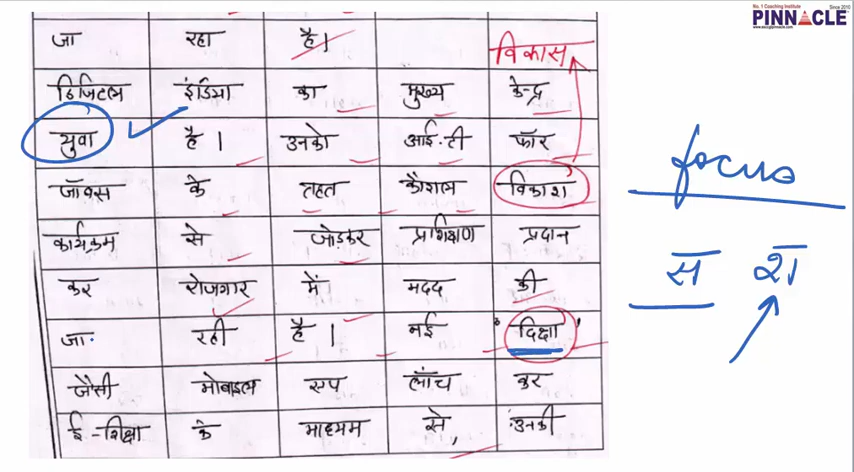 No. 1 Coaching Institute
Since 2010
PINNACLE
जा रहा है। विकास
डिजिटल इंडिया का मुख्य केन्द्र
युवा है। उनको आई.टी फॉर
जॉब्स के तहत कौशल विकाश
कार्यक्रम से जोड़कर प्रशिक्षण प्रदान
कर रोजगार में मदद की
जा रही है। नई 'दिक्षा'
जैसी मोबाइल एप लॉंच कर
ई-शिक्षा के माध्यम से, उनकी
focus
स श